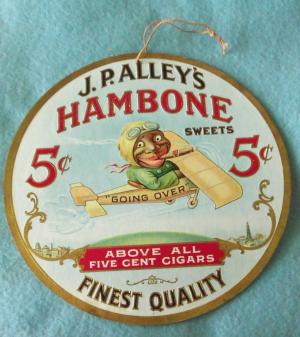 J.P. ALLEY'S
HAMBONE
SWEETS
5¢ 5¢
"GOING OVER"
ABOVE ALL
FIVE CENT CIGARS
FINEST QUALITY